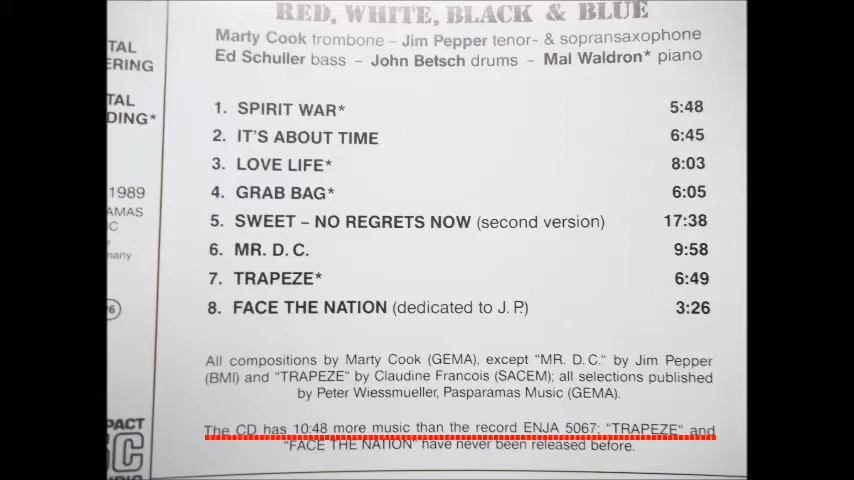 RED, WHITE, BLACK & BLUE
Marty Cook trombone – Jim Pepper tenor- & sopransaxophone
Ed Schuller bass – John Betsch drums – Mal Waldron* piano
TAL
ERING
TAL
DING*
1989
AMAS
C
many
6
PACT
1. SPIRIT WAR* 5:48
2. IT'S ABOUT TIME 6:45
3. LOVE LIFE* 8:03
4. GRAB BAG* 6:05
5. SWEET – NO REGRETS NOW (second version) 17:38
6. MR. D. C. 9:58
7. TRAPEZE* 6:49
8. FACE THE NATION (dedicated to J. P.) 3:26
All compositions by Marty Cook (GEMA), except "MR. D. C." by Jim Pepper
(BMI) and "TRAPEZE" by Claudine Francois (SACEM); all selections published
by Peter Wiessmueller, Pasparamas Music (GEMA).
The CD has 10:48 more music than the record ENJA 5067; "TRAPEZE" and
"FACE THE NATION" have never been released before.